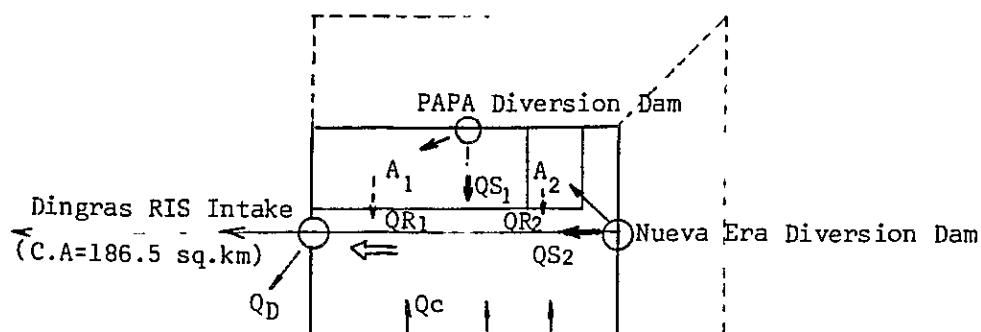 PAPA Diversion Dam
A1
QS1
A2
Dingras RIS Intake
QR1
QR2
(C.A=186.5 sq.km)
QS2
Nueva Era Diversion Dam
QD
Qc